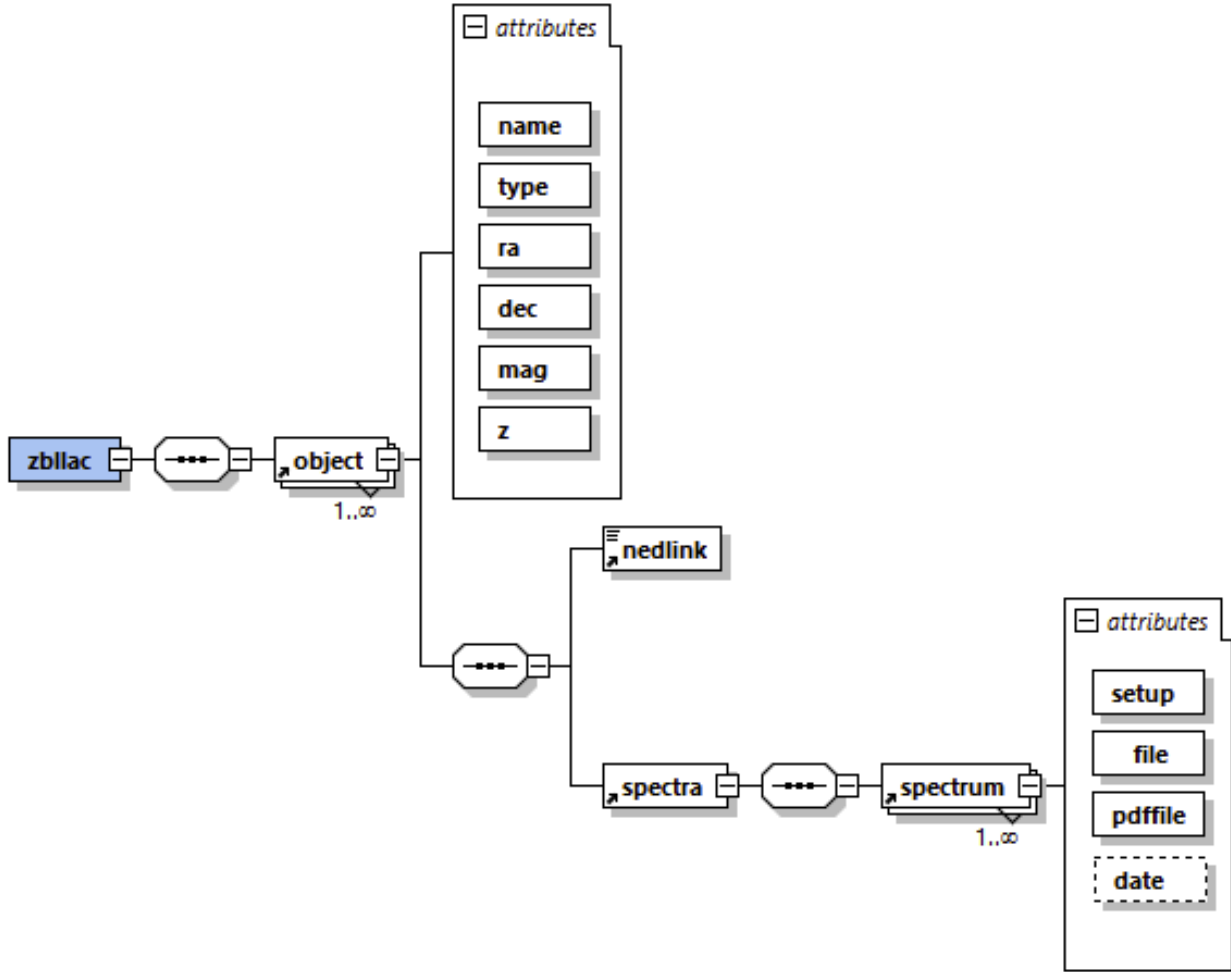 attributes
name
type
ra
dec
mag
z
zbllac
object
1..∞
nedlink
attributes
setup
file
pdffile
date
spectra
spectrum
1..∞